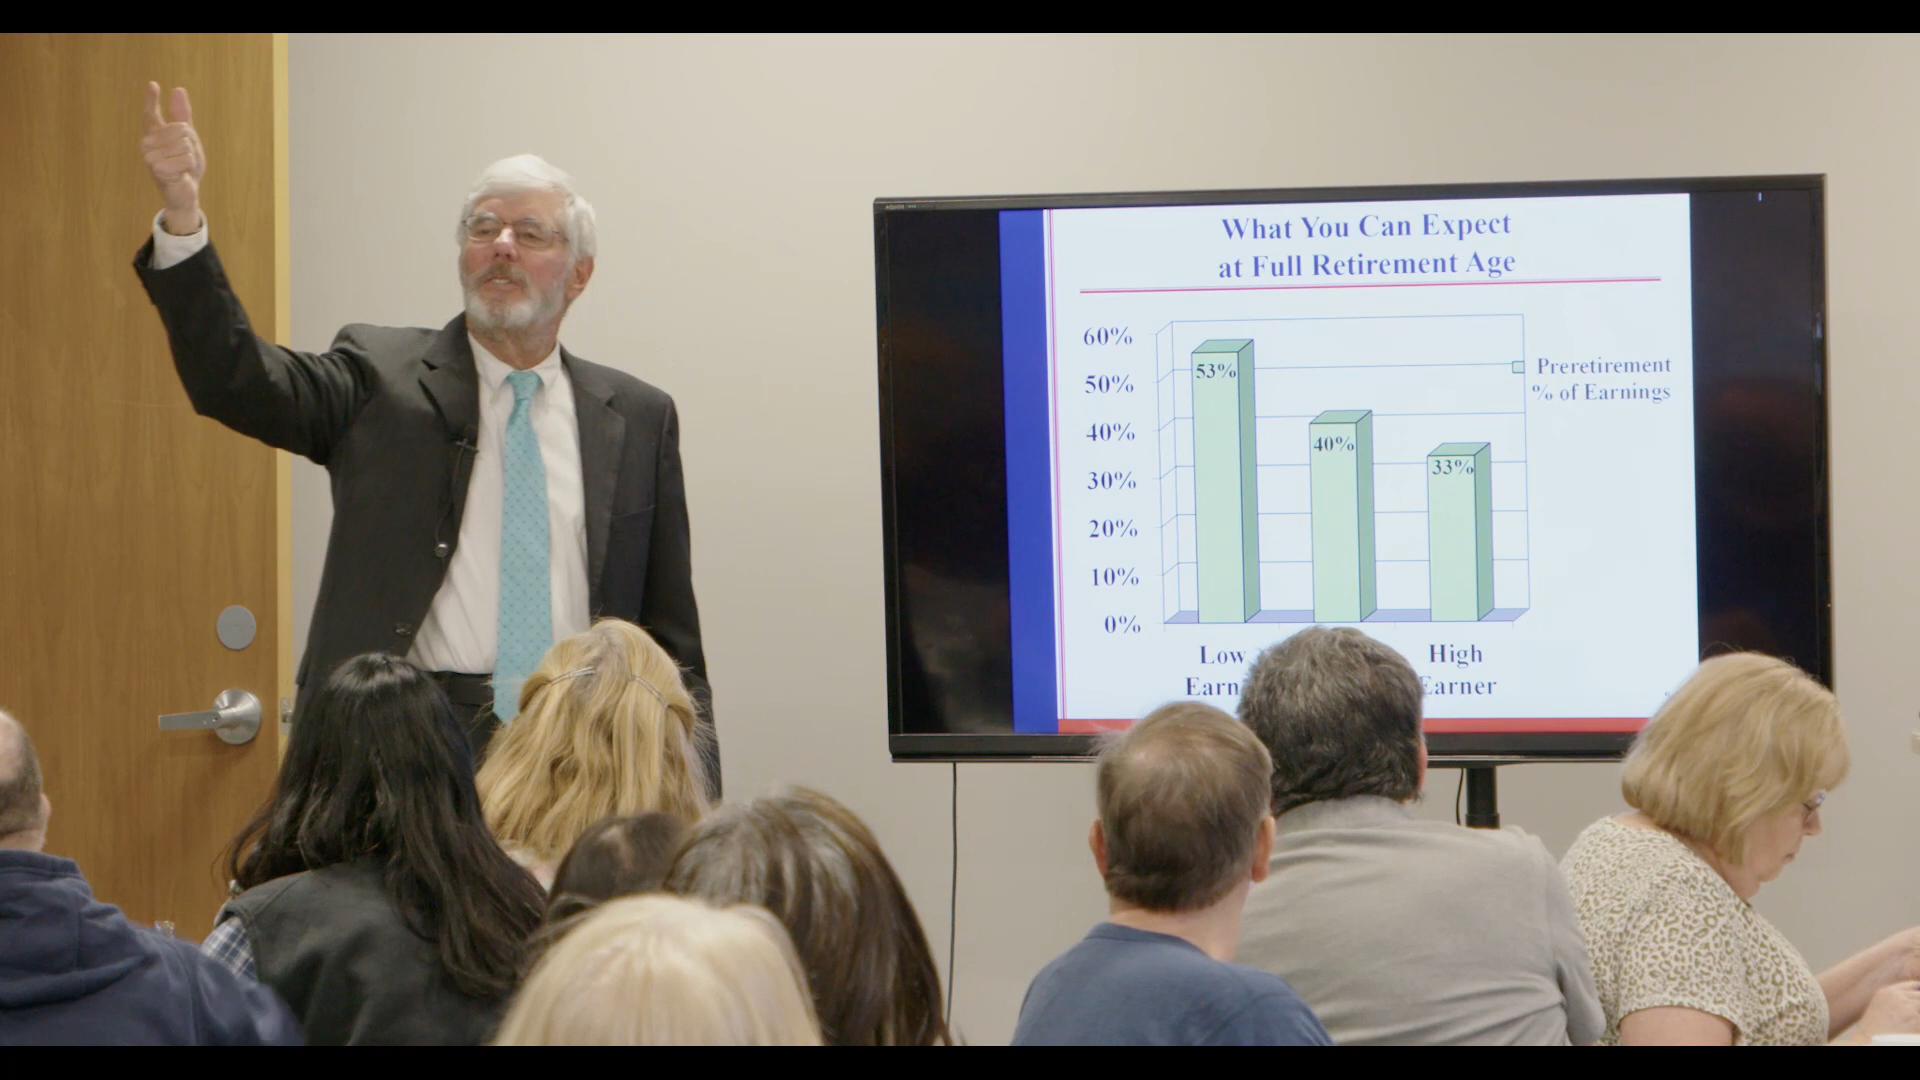 What You Can Expect
at Full Retirement Age
60%
50%
40%
30%
20%
10%
0%
53%
40%
33%
Preretirement
% of Earnings
Low
High
Earner